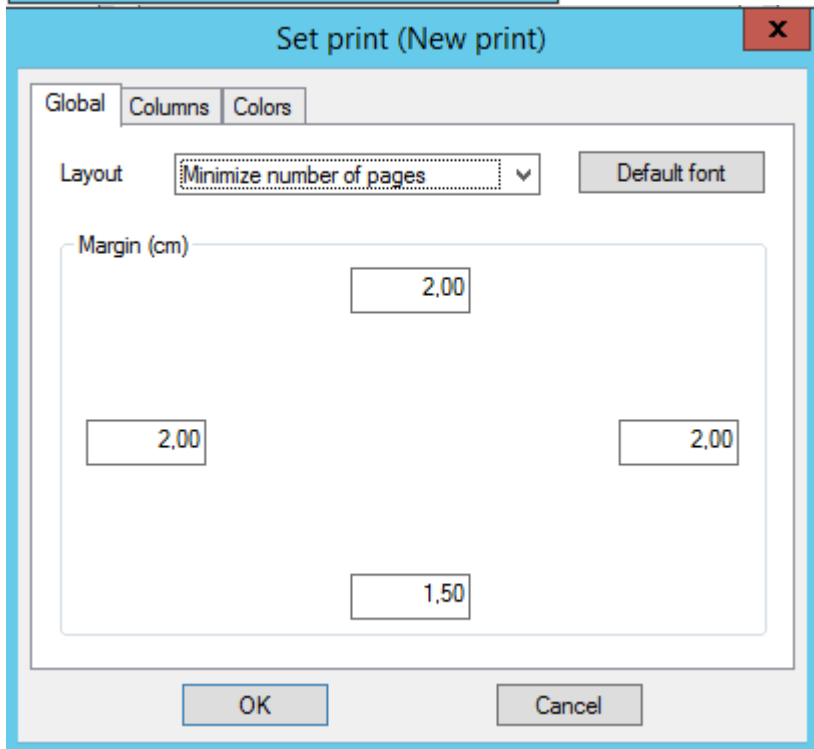 Set print (New print)
x
Global Columns Colors
Layout Minimize number of pages Default font
Margin (cm)
2,00
2,00 2,00
1,50
OK Cancel